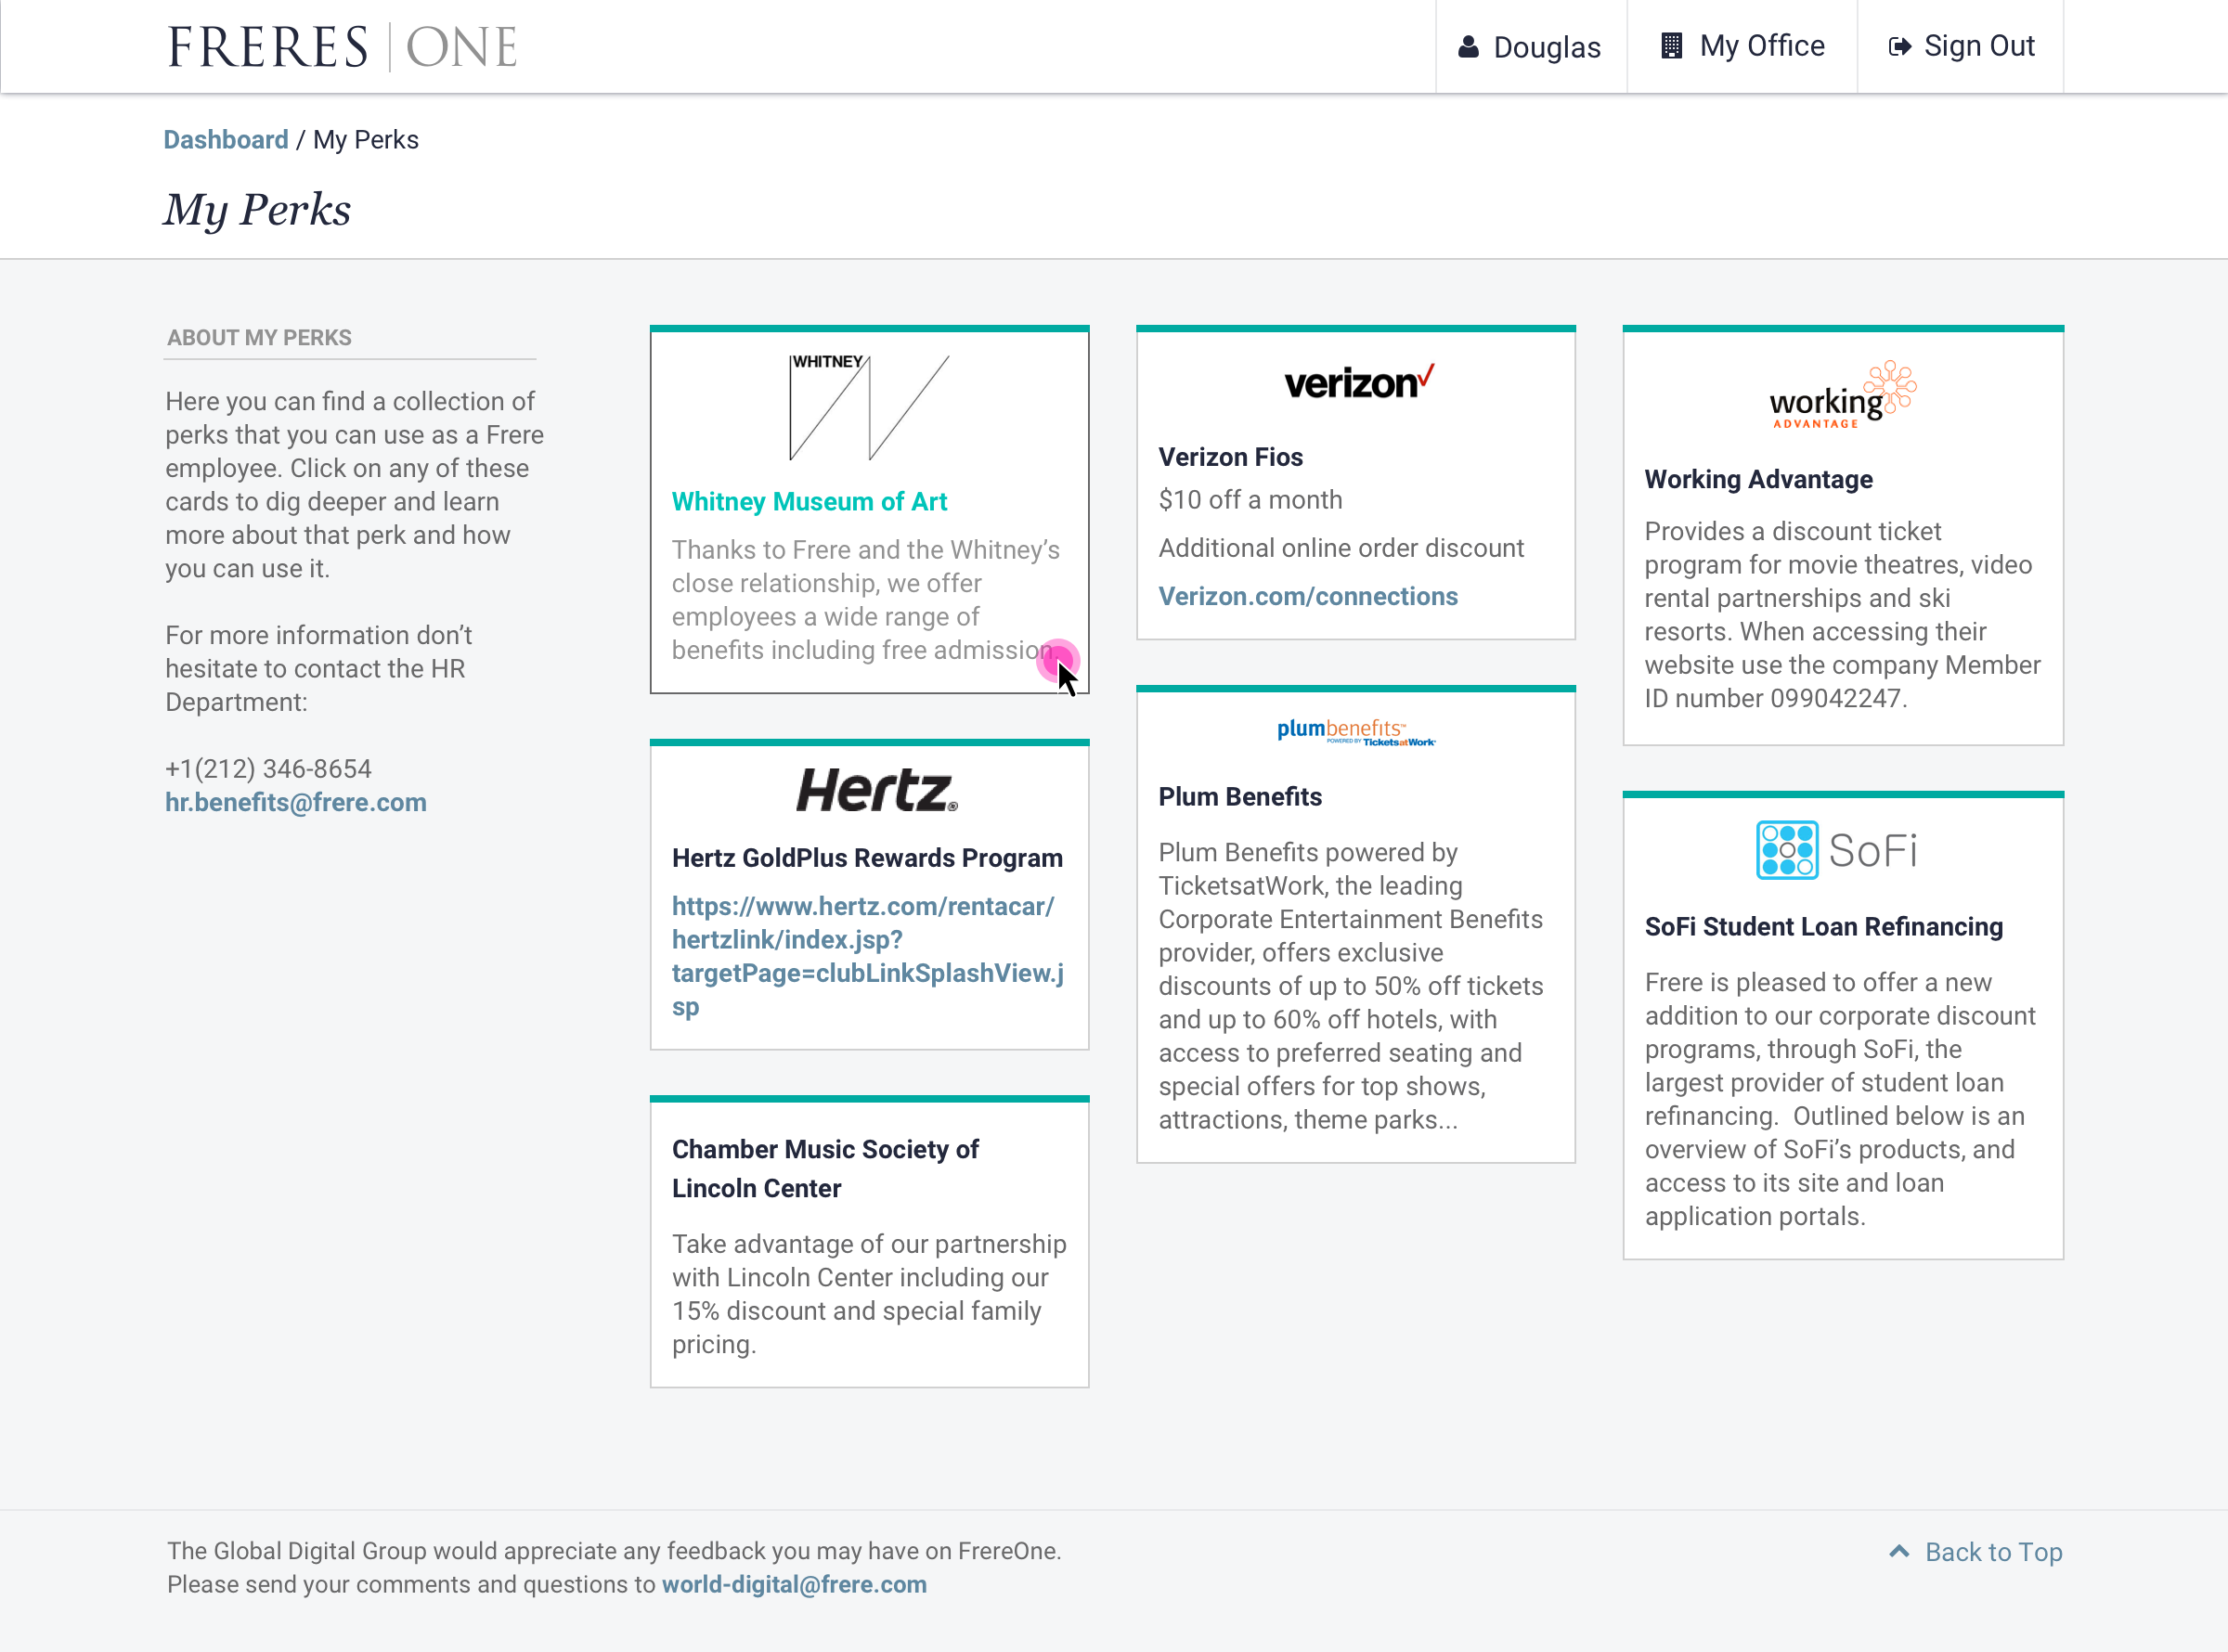 FRERES | ONE
Douglas
My Office
Sign Out
Dashboard / My Perks
My Perks
ABOUT MY PERKS
Here you can find a collection of
perks that you can use as a Frere
employee. Click on any of these
cards to dig deeper and learn
more about that perk and how
you can use it.
For more information don’t
hesitate to contact the HR
Department:
+1(212) 346-8654
hr.benefits@frere.com
WHITNEY
Whitney Museum of Art
Thanks to Frere and the Whitney’s
close relationship, we offer
employees a wide range of
benefits including free admission.
Hertz®
Hertz GoldPlus Rewards Program
https://www.hertz.com/rentacar/
hertzlink/index.jsp?
targetPage=clubLinkSplashView.j
sp
Chamber Music Society of
Lincoln Center
Take advantage of our partnership
with Lincoln Center including our
15% discount and special family
pricing.
verizon✓
Verizon Fios
$10 off a month
Additional online order discount
Verizon.com/connections
plumbenefits™
POWERED BY TicketsatWork
Plum Benefits
Plum Benefits powered by
TicketsatWork, the leading
Corporate Entertainment Benefits
provider, offers exclusive
discounts of up to 50% off tickets
and up to 60% off hotels, with
access to preferred seating and
special offers for top shows,
attractions, theme parks...
working
ADVANTAGE
Working Advantage
Provides a discount ticket
program for movie theatres, video
rental partnerships and ski
resorts. When accessing their
website use the company Member
ID number 099042247.
SoFi
SoFi Student Loan Refinancing
Frere is pleased to offer a new
addition to our corporate discount
programs, through SoFi, the
largest provider of student loan
refinancing.  Outlined below is an
overview of SoFi’s products, and
access to its site and loan
application portals.
The Global Digital Group would appreciate any feedback you may have on FrereOne.
Please send your comments and questions to world-digital@frere.com
Back to Top